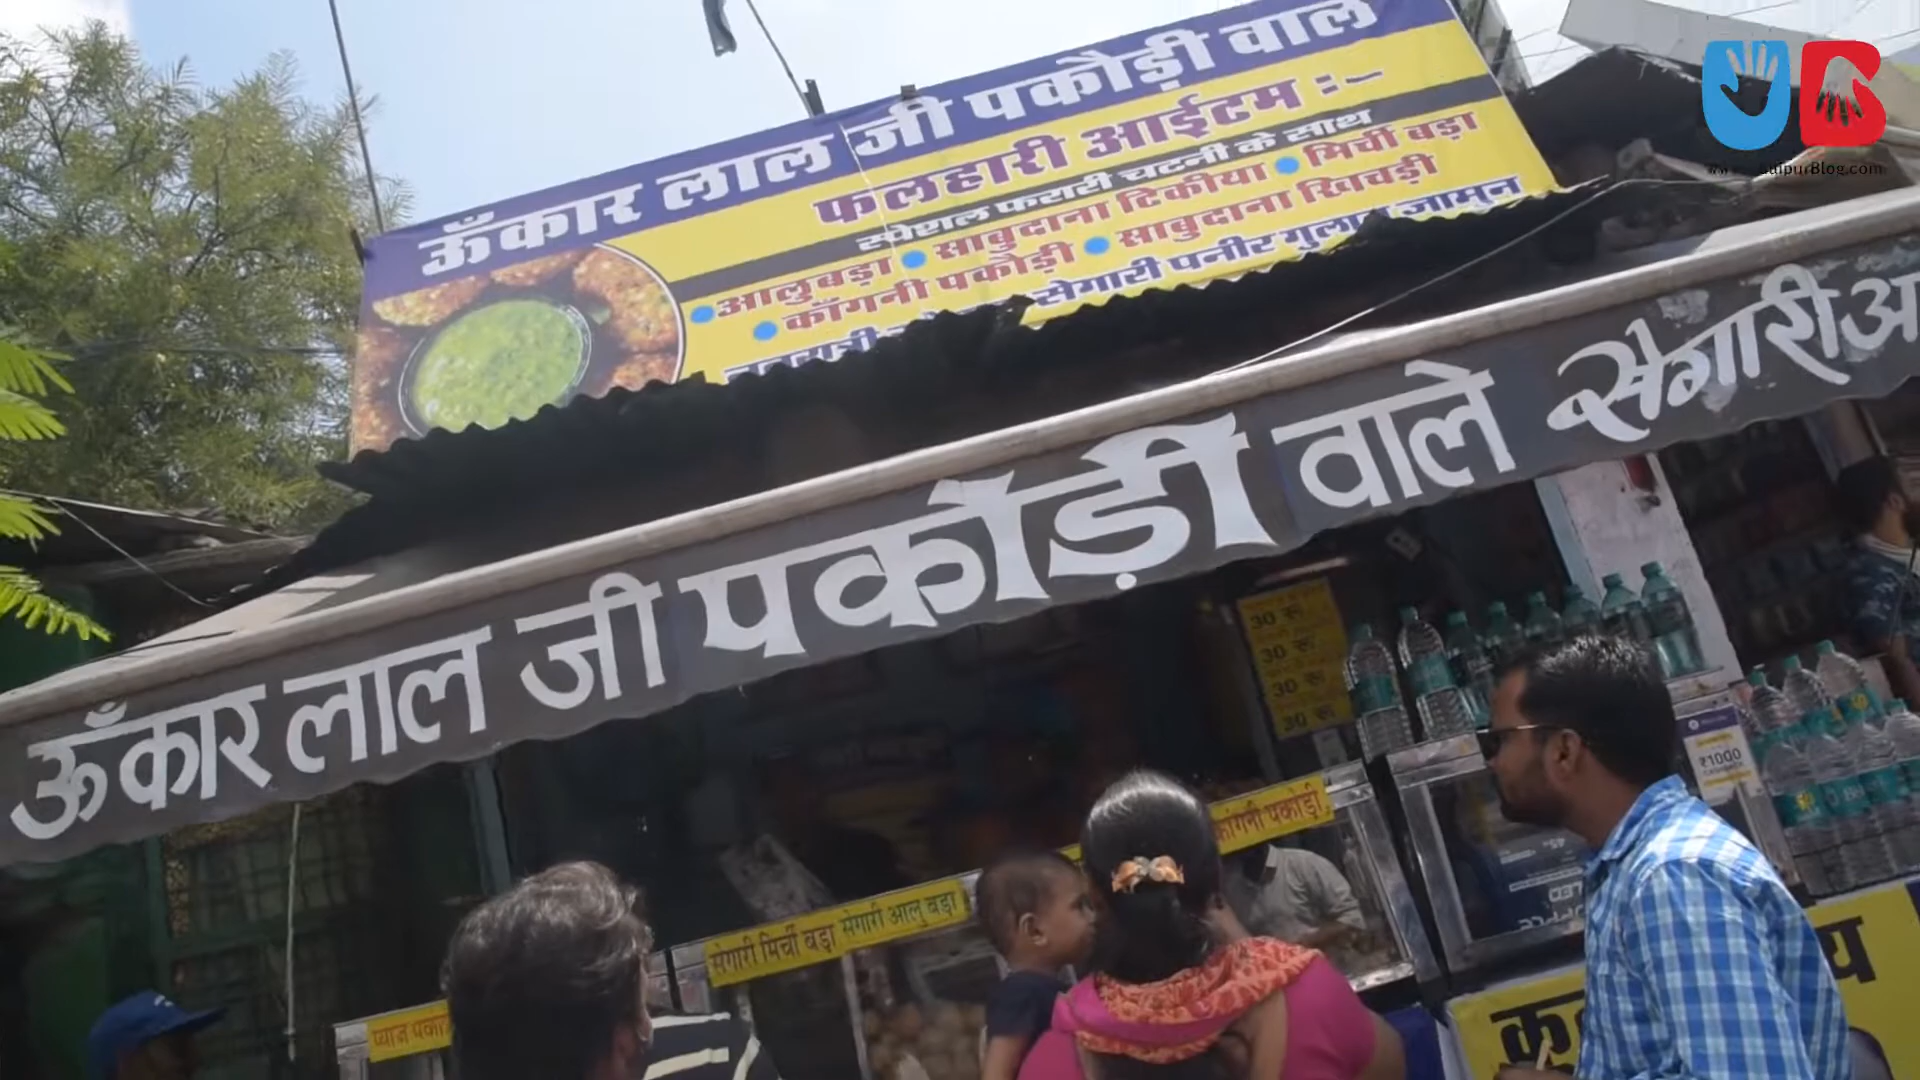 ऊँकार लाल जी पकौड़ी वाले
फलहारी आईटम :-
स्पेशल फरारी चटनी के साथ
आलुबड़ा • साबुदाना टिकीया • मिर्ची बड़ा
• काँगनी पकौड़ी • साबुदाना खिचड़ी
सेगारी पनीर गुलाब जामुन
ऊँकार लाल जी पकौड़ी वाले सेगारी
30 रू
30 रू
30 रू
30 रू
₹1000
कांगनी पकोड़ी
सेगारी मिर्ची बड़ा सेगारी आलु बड़ा
प्याज
UB